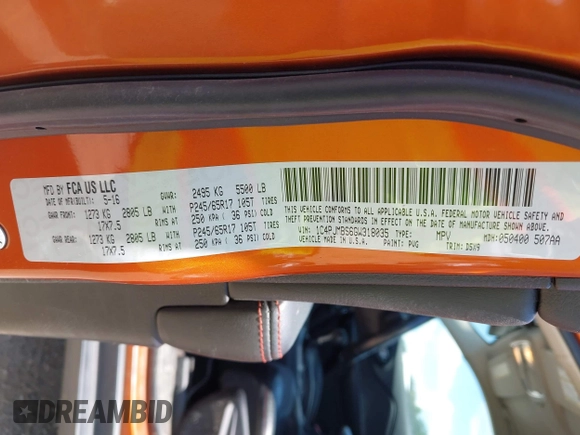 MFD BY FCA US LLC
DATE OF MFR(BUILT): 5-16
GVWR: 2495 KG 5500 LB
FRONT: 1273 KG 2805 LB WITH P245/65R17 105T TIRES
17X7.5 RIMS AT 250 KPA ( 36 PSI) COLD
REAR: 1273 KG 2805 LB WITH P245/65R17 105T TIRES
17X7.5 RIMS AT 250 KPA ( 36 PSI) COLD
THIS VEHICLE CONFORMS TO ALL APPLICABLE U.S.A. FEDERAL MOTOR VEHICLE SAFETY AND
THEFT PREVENTION STANDARDS IN EFFECT ON THE DATE OF MANUFACTURE SHOWN ABOVE.
VIN: 1C4PJMBS6GW318035 TYPE: MPV MDH:050400 507AA
VEHICLE MADE IN U.S.A. PAINT: PVG TRIM: DSX9
DREAMBID